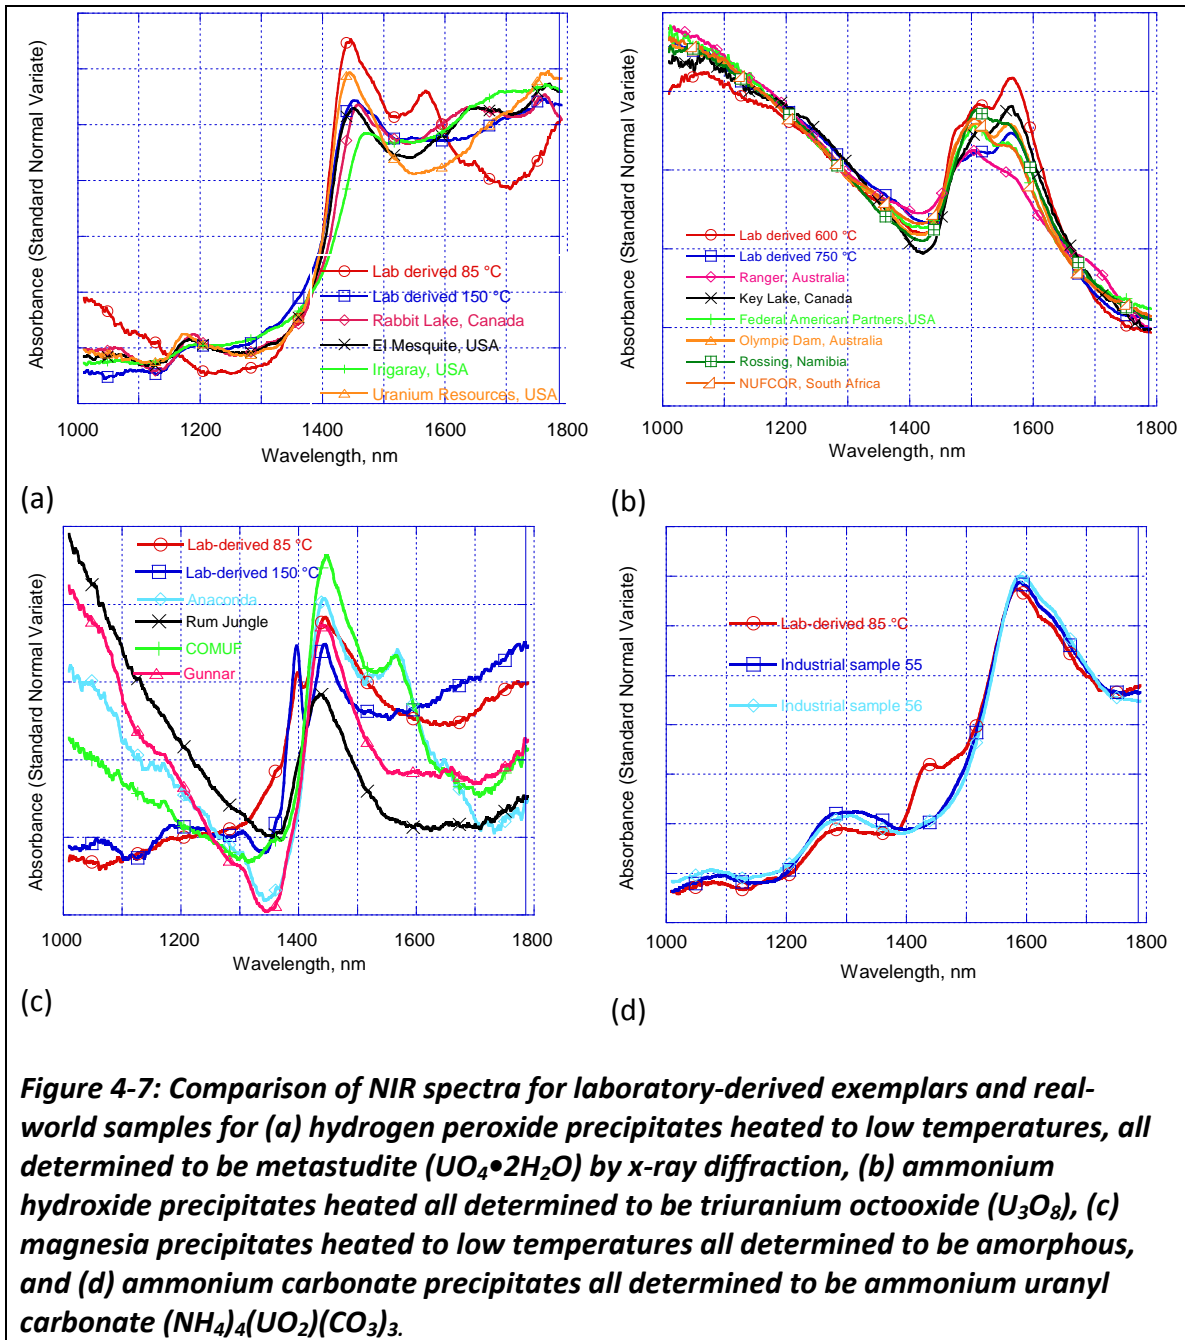 Absorbance (Standard Normal Variate)
Lab derived 85 °C
Lab derived 150 °C
Rabbit Lake, Canada
El Mesquite, USA
Irigaray, USA
Uranium Resources, USA
1000 1200 1400 1600 1800
Wavelength, nm
(a)
Absorbance (Standard Normal Variate)
Lab derived 600 °C
Lab derived 750 °C
Ranger, Australia
Key Lake, Canada
Federal American Partners,USA
Olympic Dam, Australia
Rossing, Namibia
NUFCOR, South Africa
1000 1200 1400 1600 1800
Wavelength, nm
(b)
Absorbance (Standard Normal Variate)
Lab-derived 85 °C
Lab-derived 150 °C
Anaconda
Rum Jungle
COMUF
Gunnar
1000 1200 1400 1600 1800
Wavelength, nm
(c)
Absorbance (Standard Normal Variate)
Lab-derived 85 °C
Industrial sample 55
Industrial sample 56
1000 1200 1400 1600 1800
Wavelength, nm
(d)
Figure 4-7: Comparison of NIR spectra for laboratory-derived exemplars and real-
world samples for (a) hydrogen peroxide precipitates heated to low temperatures, all
determined to be metastudite (UO₄•2H₂O) by x-ray diffraction, (b) ammonium
hydroxide precipitates heated all determined to be triuranium octooxide (U₃O₈), (c)
magnesia precipitates heated to low temperatures all determined to be amorphous,
and (d) ammonium carbonate precipitates all determined to be ammonium uranyl
carbonate (NH₄)₄(UO₂)(CO₃)₃.